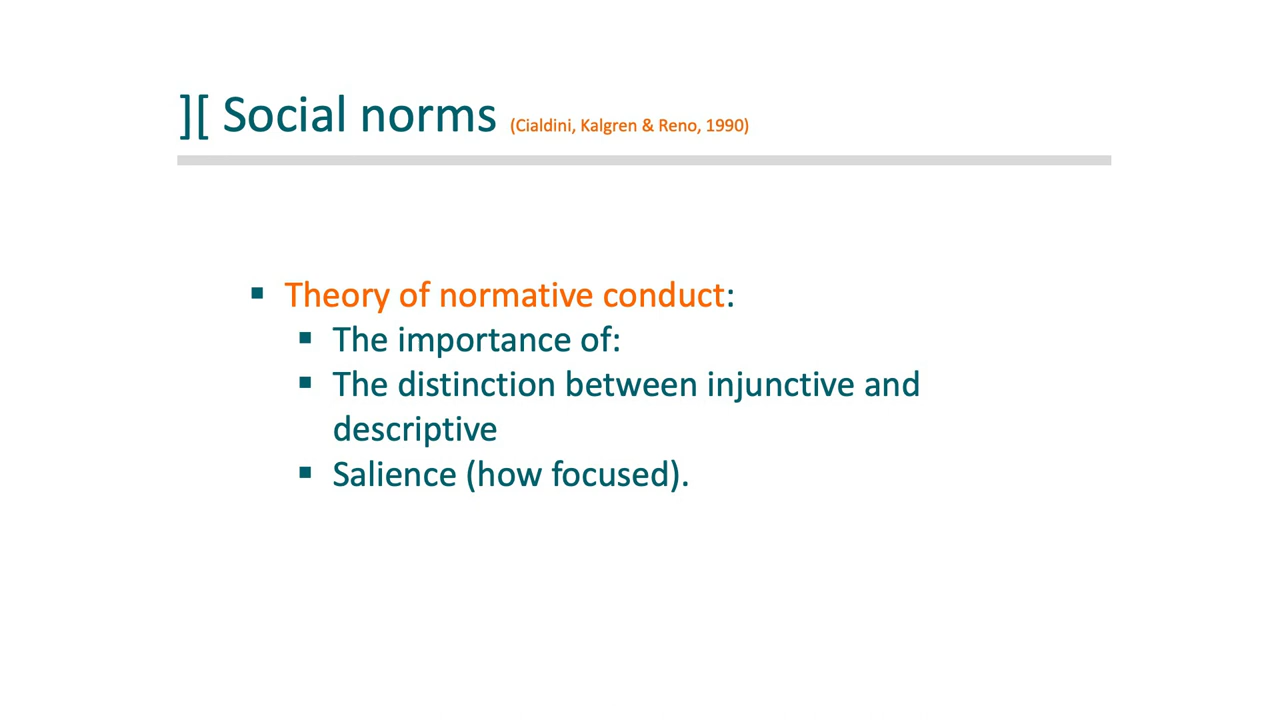 ][ Social norms (Cialdini, Kalgren & Reno, 1990)
▪ Theory of normative conduct:
▪ The importance of:
▪ The distinction between injunctive and
descriptive
▪ Salience (how focused).